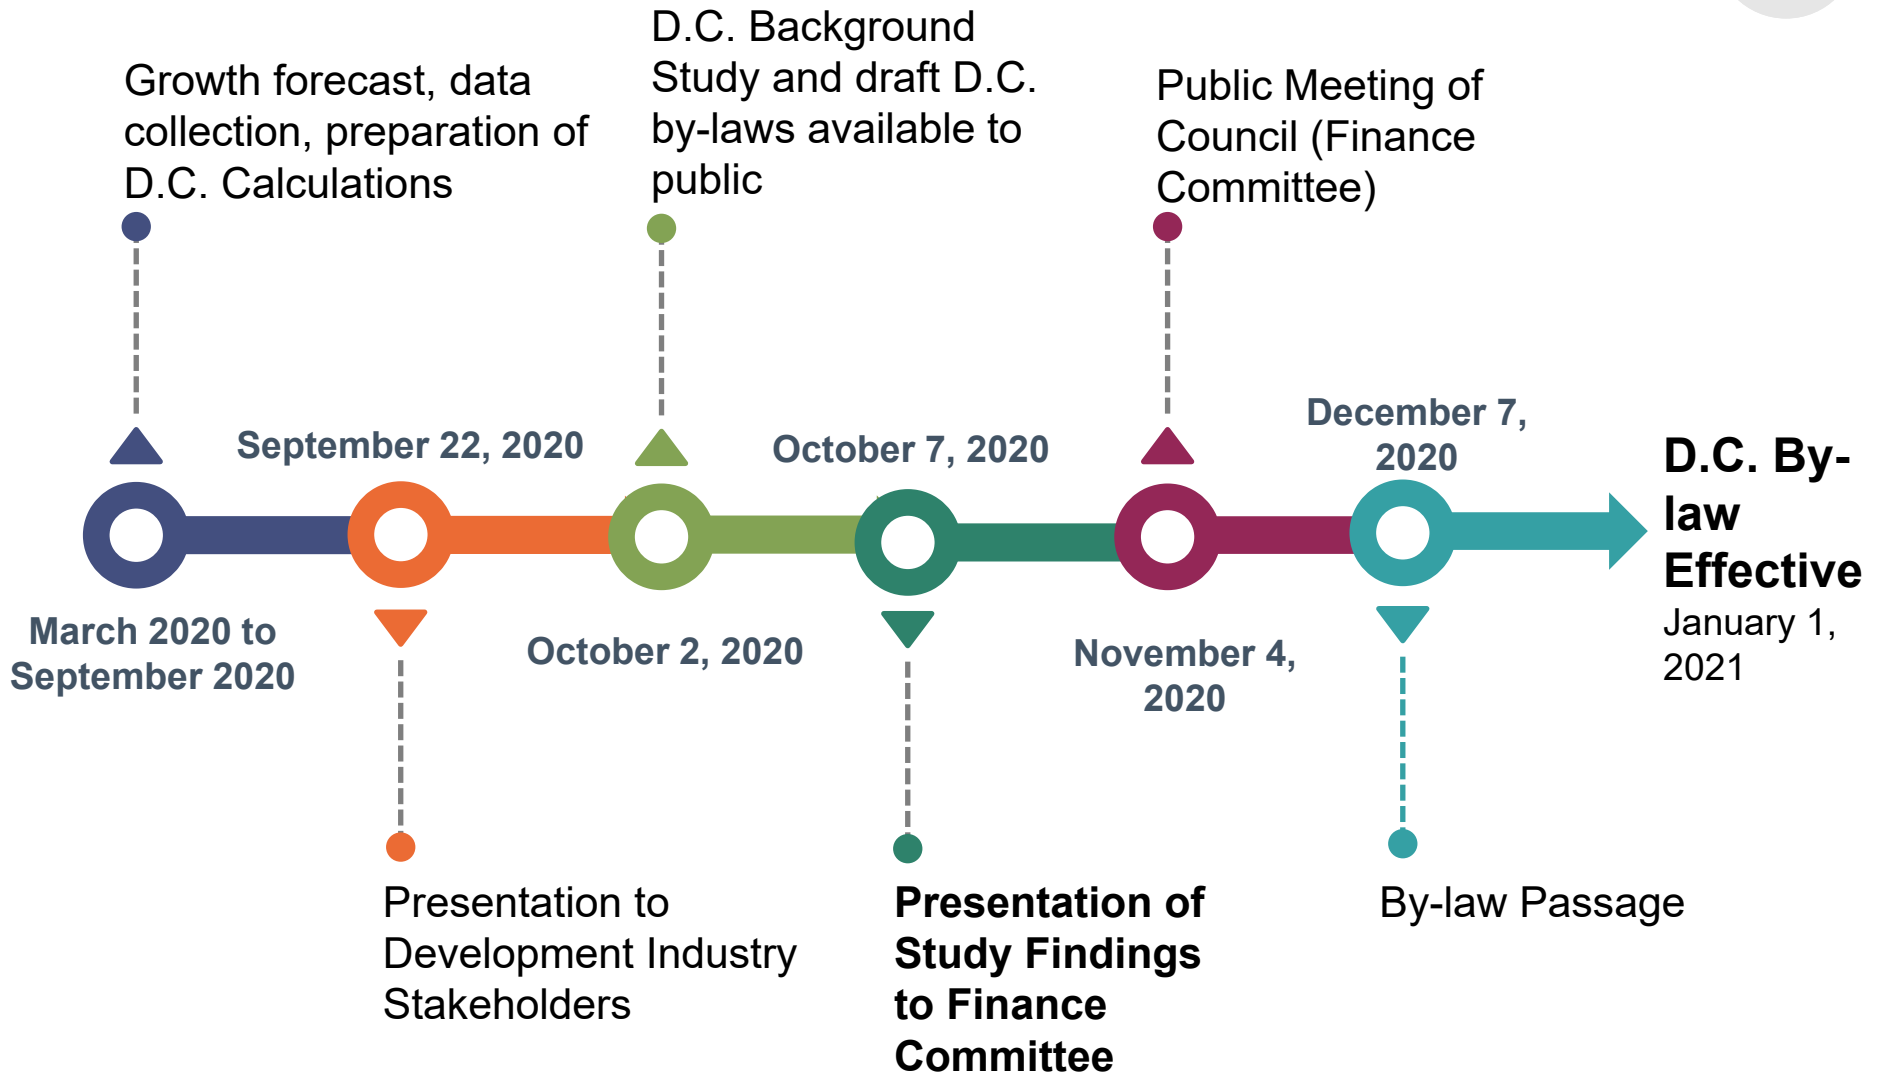 Growth forecast, data
collection, preparation of
D.C. Calculations
D.C. Background
Study and draft D.C.
by-laws available to
public
Public Meeting of
Council (Finance
Committee)
September 22, 2020
October 7, 2020
December 7,
2020
D.C. By-
law
Effective
January 1,
2021
March 2020 to
September 2020
October 2, 2020
November 4,
2020
Presentation to
Development Industry
Stakeholders
Presentation of
Study Findings
to Finance
Committee
By-law Passage